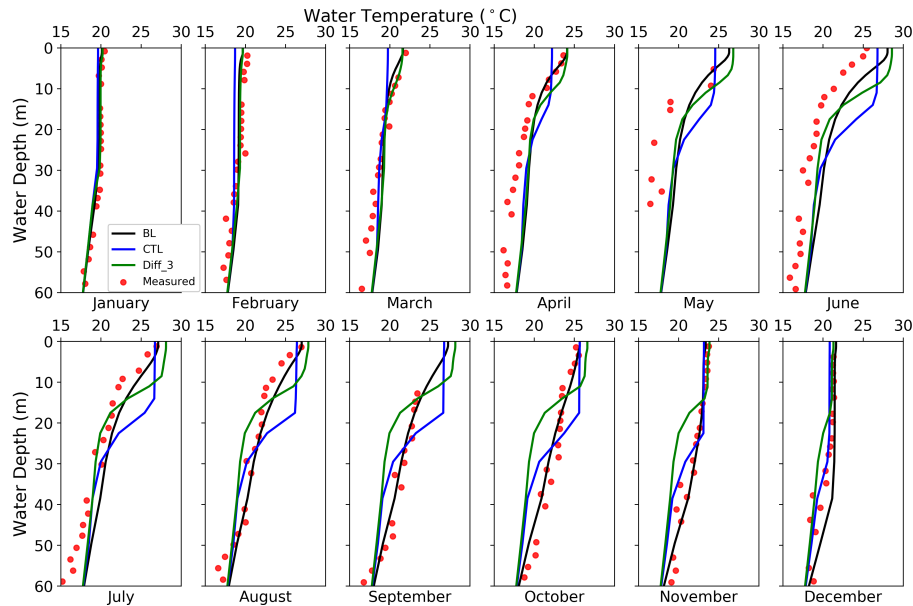 Water Temperature (°C)
15 20 25 30 15 20 25 30 15 20 25 30 15 20 25 30 15 20 25 30 15 20 25 30
0
10
20
30
40
50
60
Water Depth (m)
BL
CTL
Diff_3
Measured
January February March April May June
15 20 25 30 15 20 25 30 15 20 25 30 15 20 25 30 15 20 25 30 15 20 25 30
0
10
20
30
40
50
60
Water Depth (m)
July August September October November December